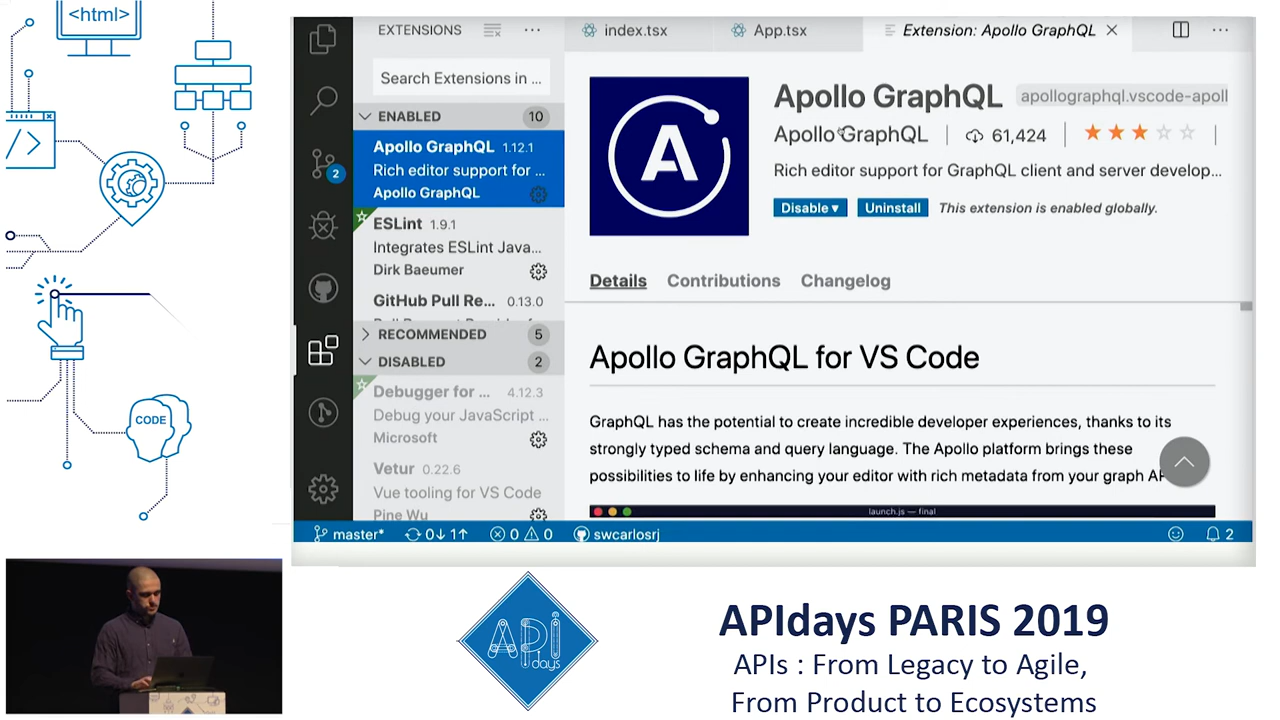 <html>
</>
CODE
EXTENSIONS
Search Extensions in ...
ENABLED 10
Apollo GraphQL 1.12.1
Rich editor support for ...
Apollo GraphQL
ESLint 1.9.1
Integrates ESLint Java...
Dirk Baeumer
GitHub Pull Re... 0.13.0
RECOMMENDED 5
DISABLED 2
Debugger for ... 4.12.3
Debug your JavaScript ...
Microsoft
Vetur 0.22.6
Vue tooling for VS Code
Pine Wu
2
index.tsx App.tsx Extension: Apollo GraphQL
Apollo GraphQL apollographql.vscode-apoll
Apollo GraphQL 61,424
Rich editor support for GraphQL client and server develop...
Disable Uninstall This extension is enabled globally.
Details Contributions Changelog
Apollo GraphQL for VS Code
GraphQL has the potential to create incredible developer experiences, thanks to its
strongly typed schema and query language. The Apollo platform brings these
possibilities to life by enhancing your editor with rich metadata from your graph AP
launch.js — final
master* 0↓ 1↑ 0 0 swcarlosrj 2
API
days
APIdays PARIS 2019
APIs : From Legacy to Agile,
From Product to Ecosystems